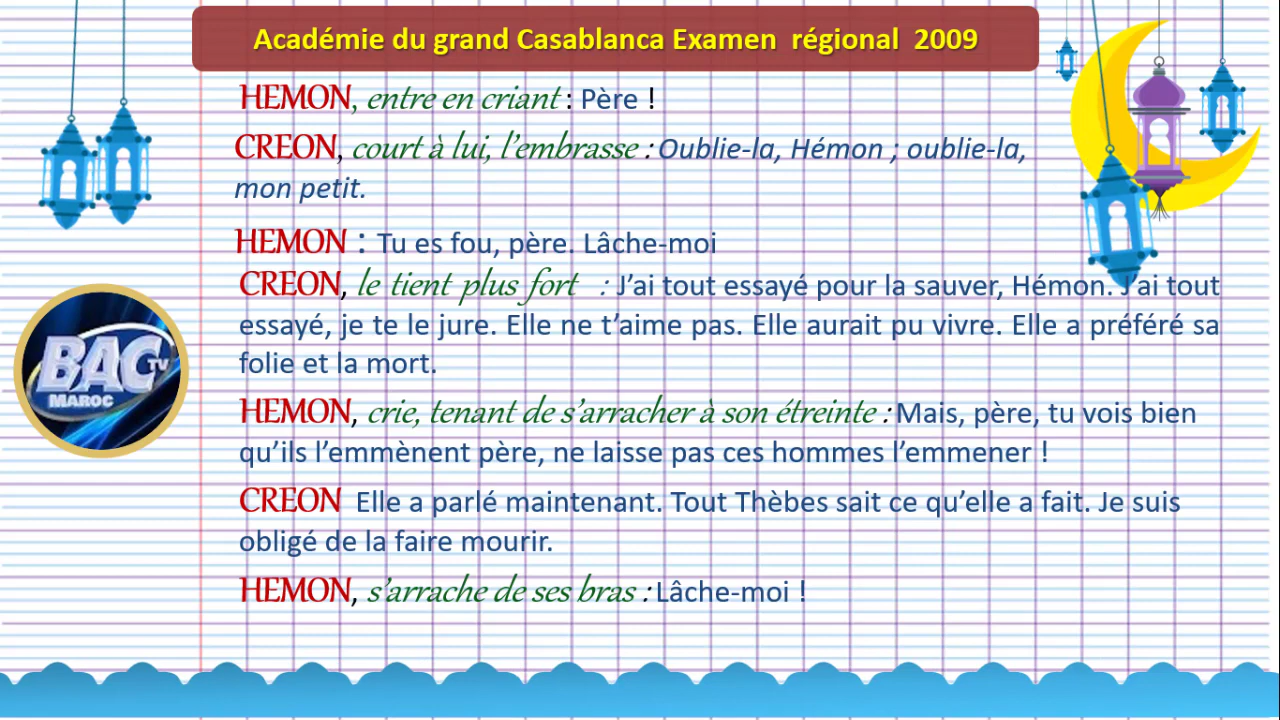 Académie du grand Casablanca Examen régional 2009
HEMON, entre en criant : Père !
CREON, court à lui, l’embrasse : Oublie-la, Hémon ; oublie-la,
mon petit.
HEMON : Tu es fou, père. Lâche-moi
CREON, le tient plus fort : J’ai tout essayé pour la sauver, Hémon. J’ai tout
essayé, je te le jure. Elle ne t’aime pas. Elle aurait pu vivre. Elle a préféré sa
folie et la mort.
HEMON, crie, tenant de s’arracher à son étreinte : Mais, père, tu vois bien
qu’ils l’emmènent père, ne laisse pas ces hommes l’emmener !
CREON Elle a parlé maintenant. Tout Thèbes sait ce qu’elle a fait. Je suis
obligé de la faire mourir.
HEMON, s’arrache de ses bras : Lâche-moi !
BAC TV
MAROC